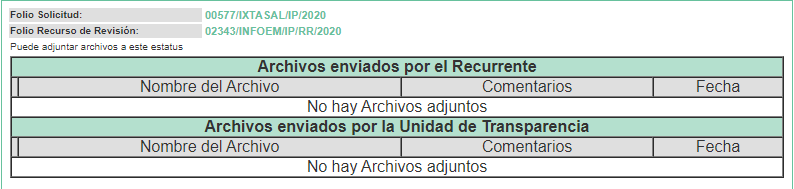 Folio Solicitud: 00577/IXTASAL/IP/2020
Folio Recurso de Revisión: 02343/INFOEM/IP/RR/2020
Puede adjuntar archivos a este estatus
Archivos enviados por el Recurrente
Nombre del Archivo Comentarios Fecha
No hay Archivos adjuntos
Archivos enviados por la Unidad de Transparencia
Nombre del Archivo Comentarios Fecha
No hay Archivos adjuntos